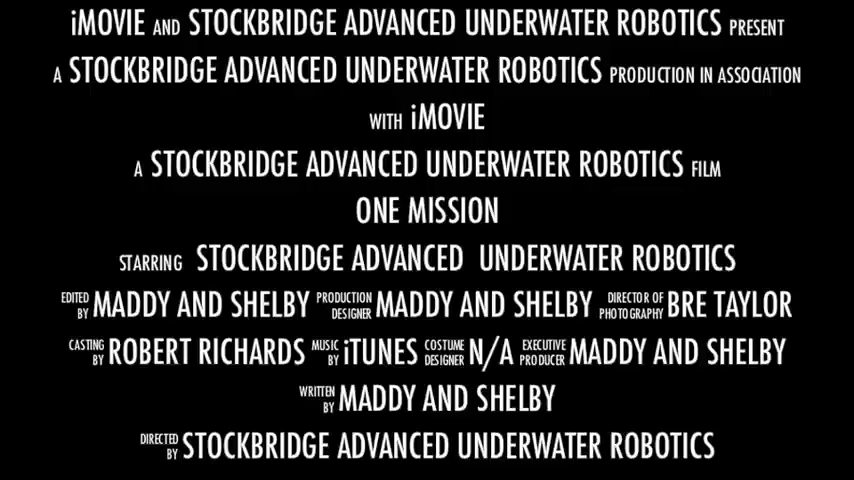 iMOVIE AND STOCKBRIDGE ADVANCED UNDERWATER ROBOTICS PRESENT
A STOCKBRIDGE ADVANCED UNDERWATER ROBOTICS PRODUCTION IN ASSOCIATION
WITH iMOVIE
A STOCKBRIDGE ADVANCED UNDERWATER ROBOTICS FILM
ONE MISSION
STARRING STOCKBRIDGE ADVANCED UNDERWATER ROBOTICS
EDITED BY MADDY AND SHELBY PRODUCTION DESIGNER MADDY AND SHELBY DIRECTOR OF PHOTOGRAPHY BRE TAYLOR
CASTING BY ROBERT RICHARDS MUSIC BY iTUNES COSTUME DESIGNER N/A EXECUTIVE PRODUCER MADDY AND SHELBY
WRITTEN BY MADDY AND SHELBY
DIRECTED BY STOCKBRIDGE ADVANCED UNDERWATER ROBOTICS